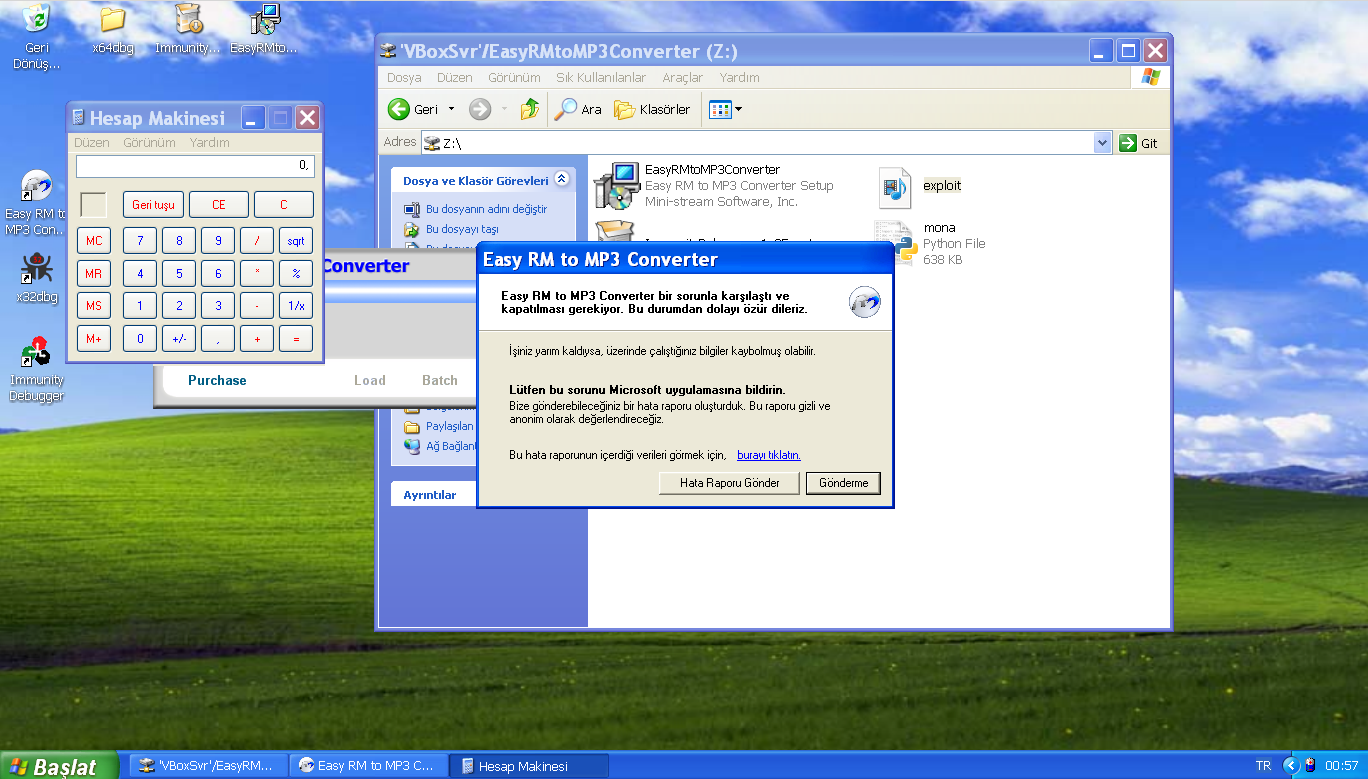 Geri
Dönüş...
x64dbg
Immunity...
EasyRMto...
Easy RM to
MP3 Con...
x32dbg
Immunity
Debugger
Hesap Makinesi
Düzen Görünüm Yardım
0,
Geri tuşu CE C
MC 7 8 9 / sqrt
MR 4 5 6 * %
MS 1 2 3 - 1/x
M+ 0 +/- , + =
'VBoxSvr'/EasyRMtoMP3Converter (Z:)
Dosya Düzen Görünüm Sık Kullanılanlar Araçlar Yardım
Geri Ara Klasörler
Adres Z:\ Git
Dosya ve Klasör Görevleri
Bu dosyanın adını değiştir
Bu dosyayı taşı
Paylaşılan
Ağ Bağlant
Ayrıntılar
EasyRMtoMP3Converter
Easy RM to MP3 Converter Setup
Mini-stream Software, Inc.
exploit
mona
Python File
638 KB
Converter
Purchase Load Batch
Easy RM to MP3 Converter
Easy RM to MP3 Converter bir sorunla karşılaştı ve
kapatılması gerekiyor. Bu durumdan dolayı özür dileriz.
İşiniz yarım kaldıysa, üzerinde çalıştığınız bilgiler kaybolmuş olabilir.
Lütfen bu sorunu Microsoft uygulamasına bildirin.
Bize gönderebileceğiniz bir hata raporu oluşturduk. Bu raporu gizli ve
anonim olarak değerlendireceğiz.
Bu hata raporunun içerdiği verileri görmek için, burayı tıklatın.
Hata Raporu Gönder Gönderme
Başlat 'VBoxSvr'/EasyRM... Easy RM to MP3 C... Hesap Makinesi TR 00:57